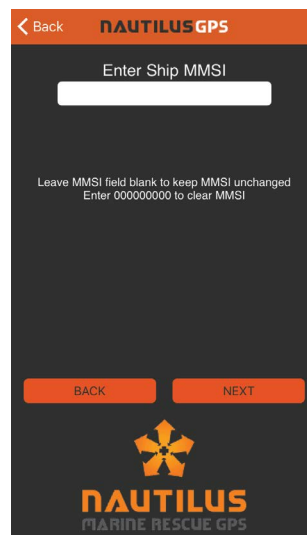 Back
NAUTILUS GPS
Enter Ship MMSI
Leave MMSI field blank to keep MMSI unchanged
Enter 000000000 to clear MMSI
BACK
NEXT
NAUTILUS
MARINE RESCUE GPS